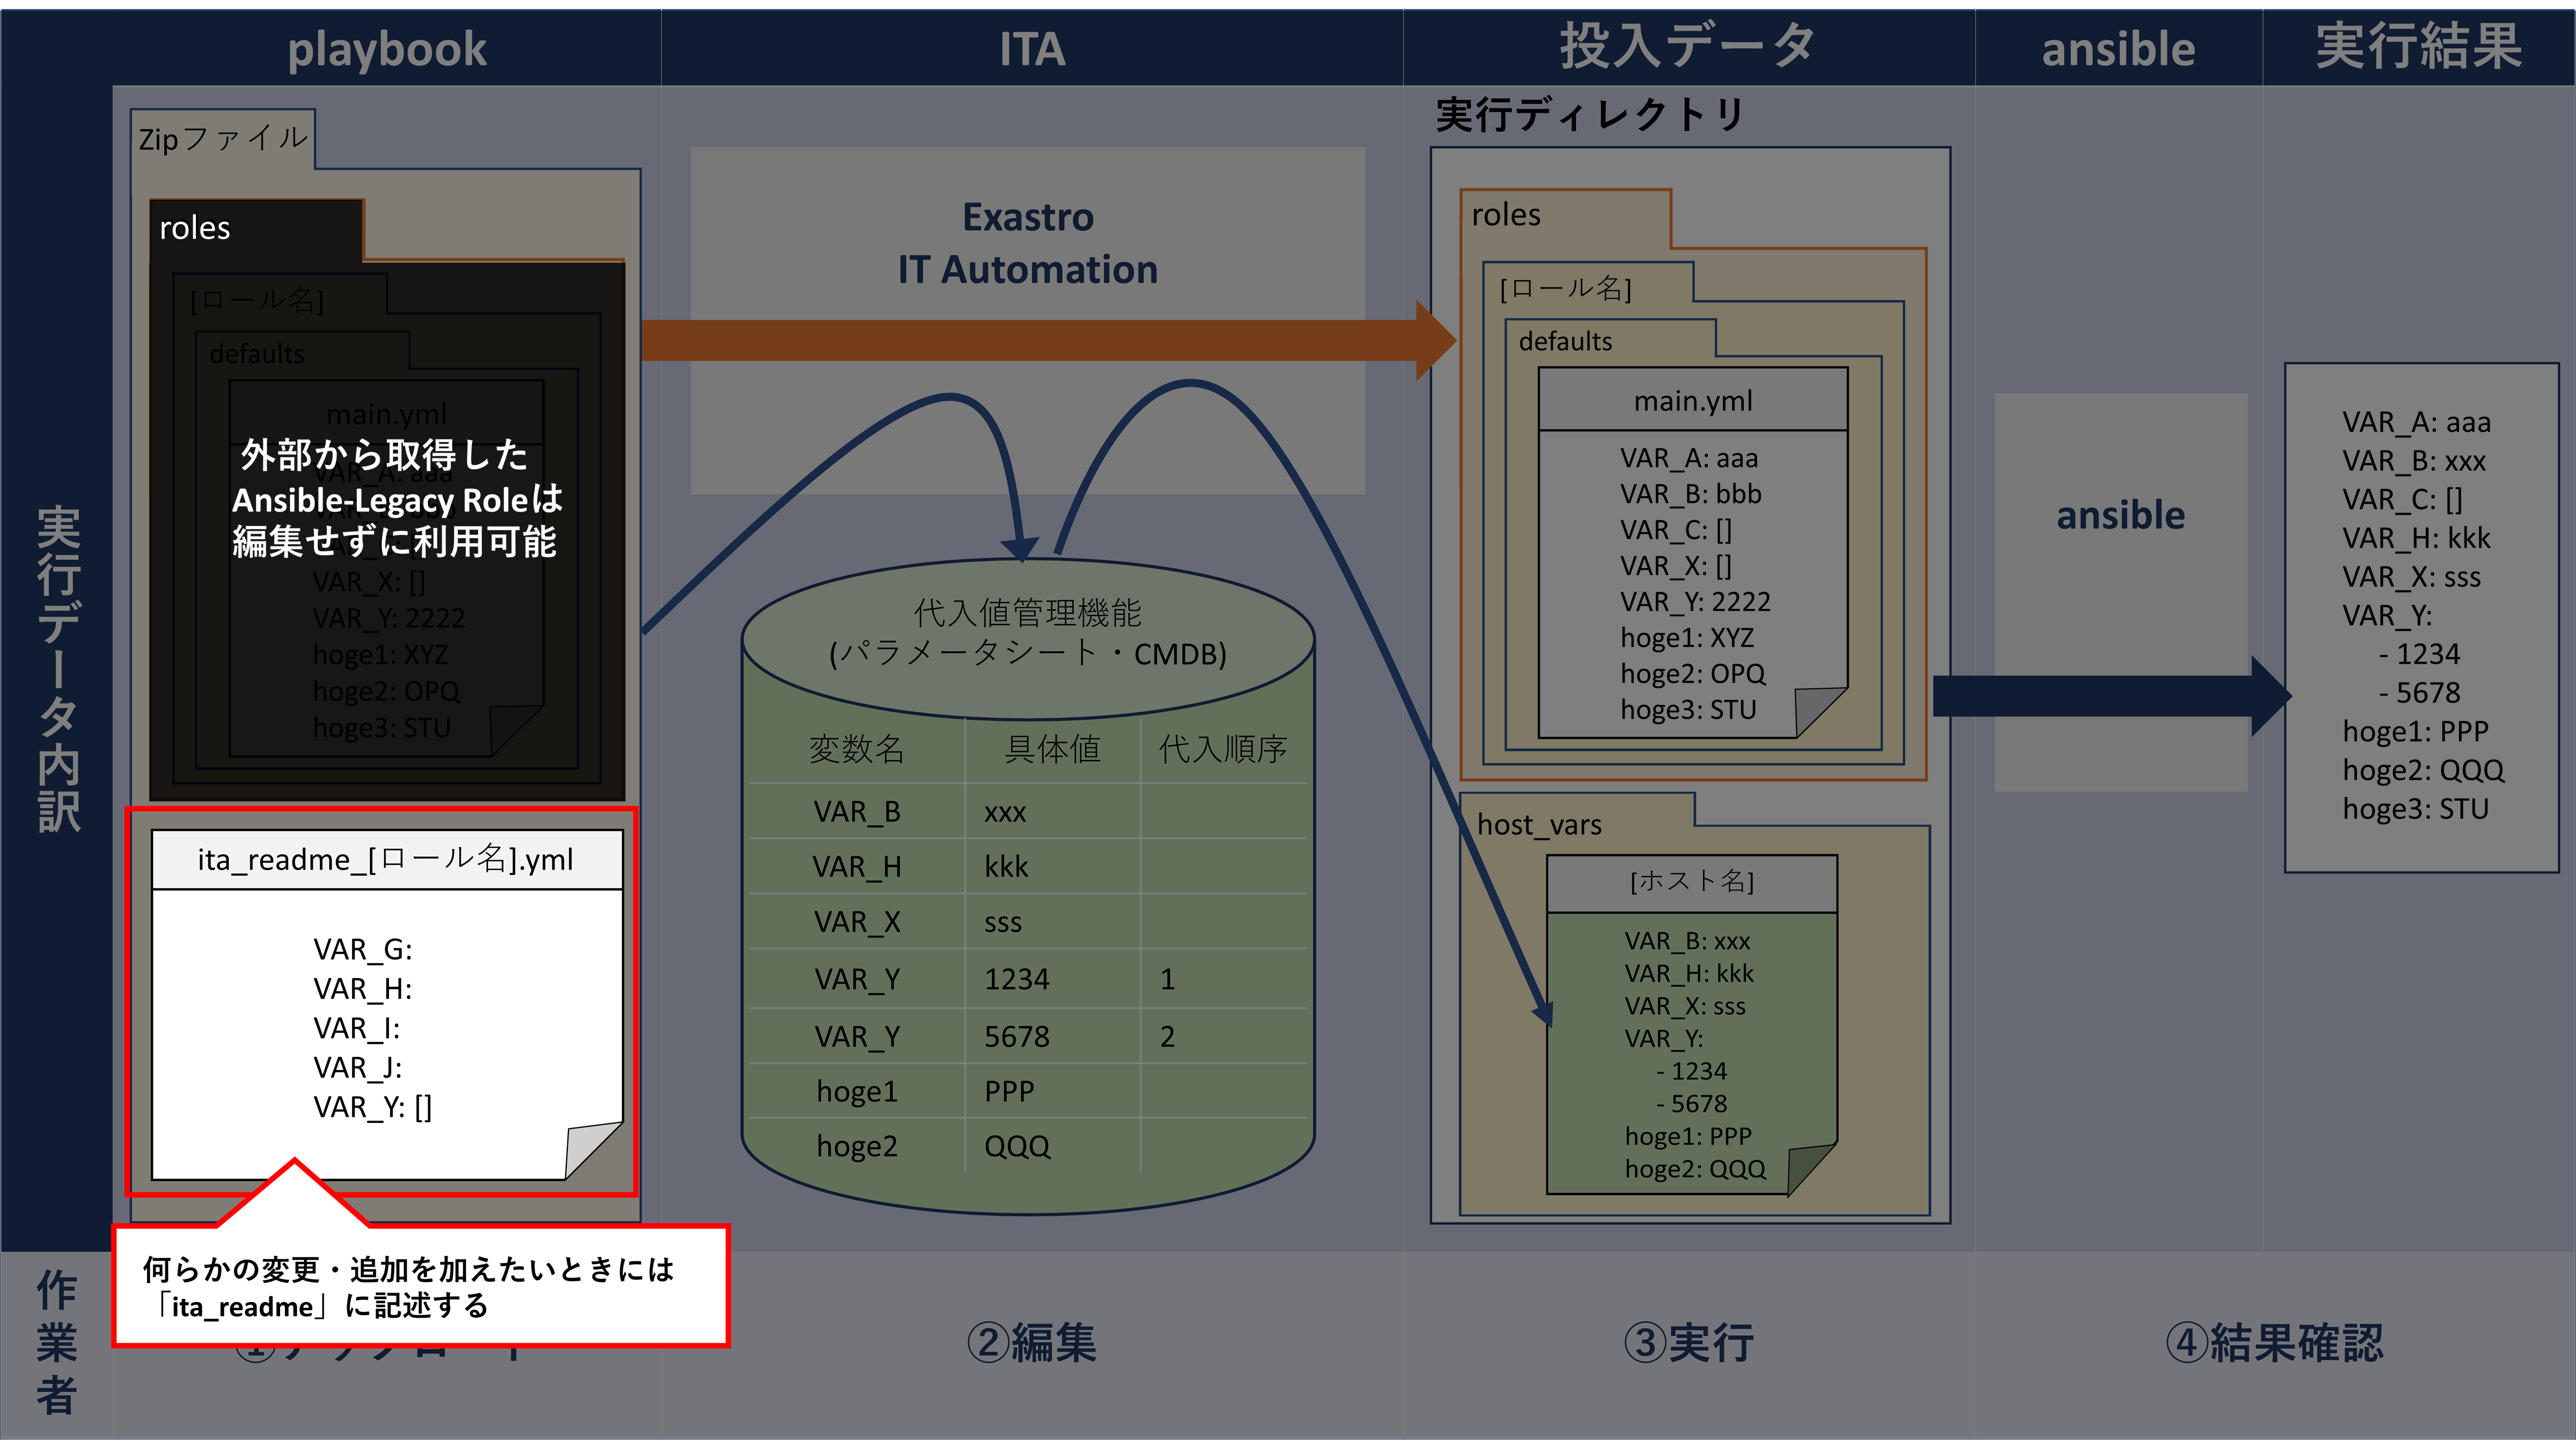 playbook
ITA
投入データ
ansible
実行結果
実行データ内訳
Zipファイル
roles
[ロール名]
defaults
main.yml
外部から取得した
Ansible-Legacy Roleは
編集せずに利用可能
VAR_A: aaa
VAR_X: []
VAR_Y: 2222
hoge1: XYZ
hoge2: OPQ
hoge3: STU
ita_readme_[ロール名].yml
VAR_G:
VAR_H:
VAR_I:
VAR_J:
VAR_Y: []
何らかの変更・追加を加えたいときには
「ita_readme」に記述する
Exastro
IT Automation
代入値管理機能
(パラメータシート・CMDB)
変数名 具体値 代入順序
VAR_B xxx
VAR_H kkk
VAR_X sss
VAR_Y 1234 1
VAR_Y 5678 2
hoge1 PPP
hoge2 QQQ
実行ディレクトリ
roles
[ロール名]
defaults
main.yml
VAR_A: aaa
VAR_B: bbb
VAR_C: []
VAR_X: []
VAR_Y: 2222
hoge1: XYZ
hoge2: OPQ
hoge3: STU
host_vars
[ホスト名]
VAR_B: xxx
VAR_H: kkk
VAR_X: sss
VAR_Y:
- 1234
- 5678
hoge1: PPP
hoge2: QQQ
ansible
VAR_A: aaa
VAR_B: xxx
VAR_C: []
VAR_H: kkk
VAR_X: sss
VAR_Y:
- 1234
- 5678
hoge1: PPP
hoge2: QQQ
hoge3: STU
作業者
②編集
③実行
④結果確認